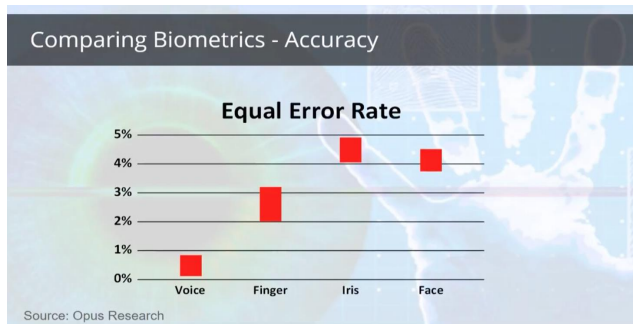 Comparing Biometrics - Accuracy
Equal Error Rate
5%
4%
3%
2%
1%
0%
Voice Finger Iris Face
Source: Opus Research